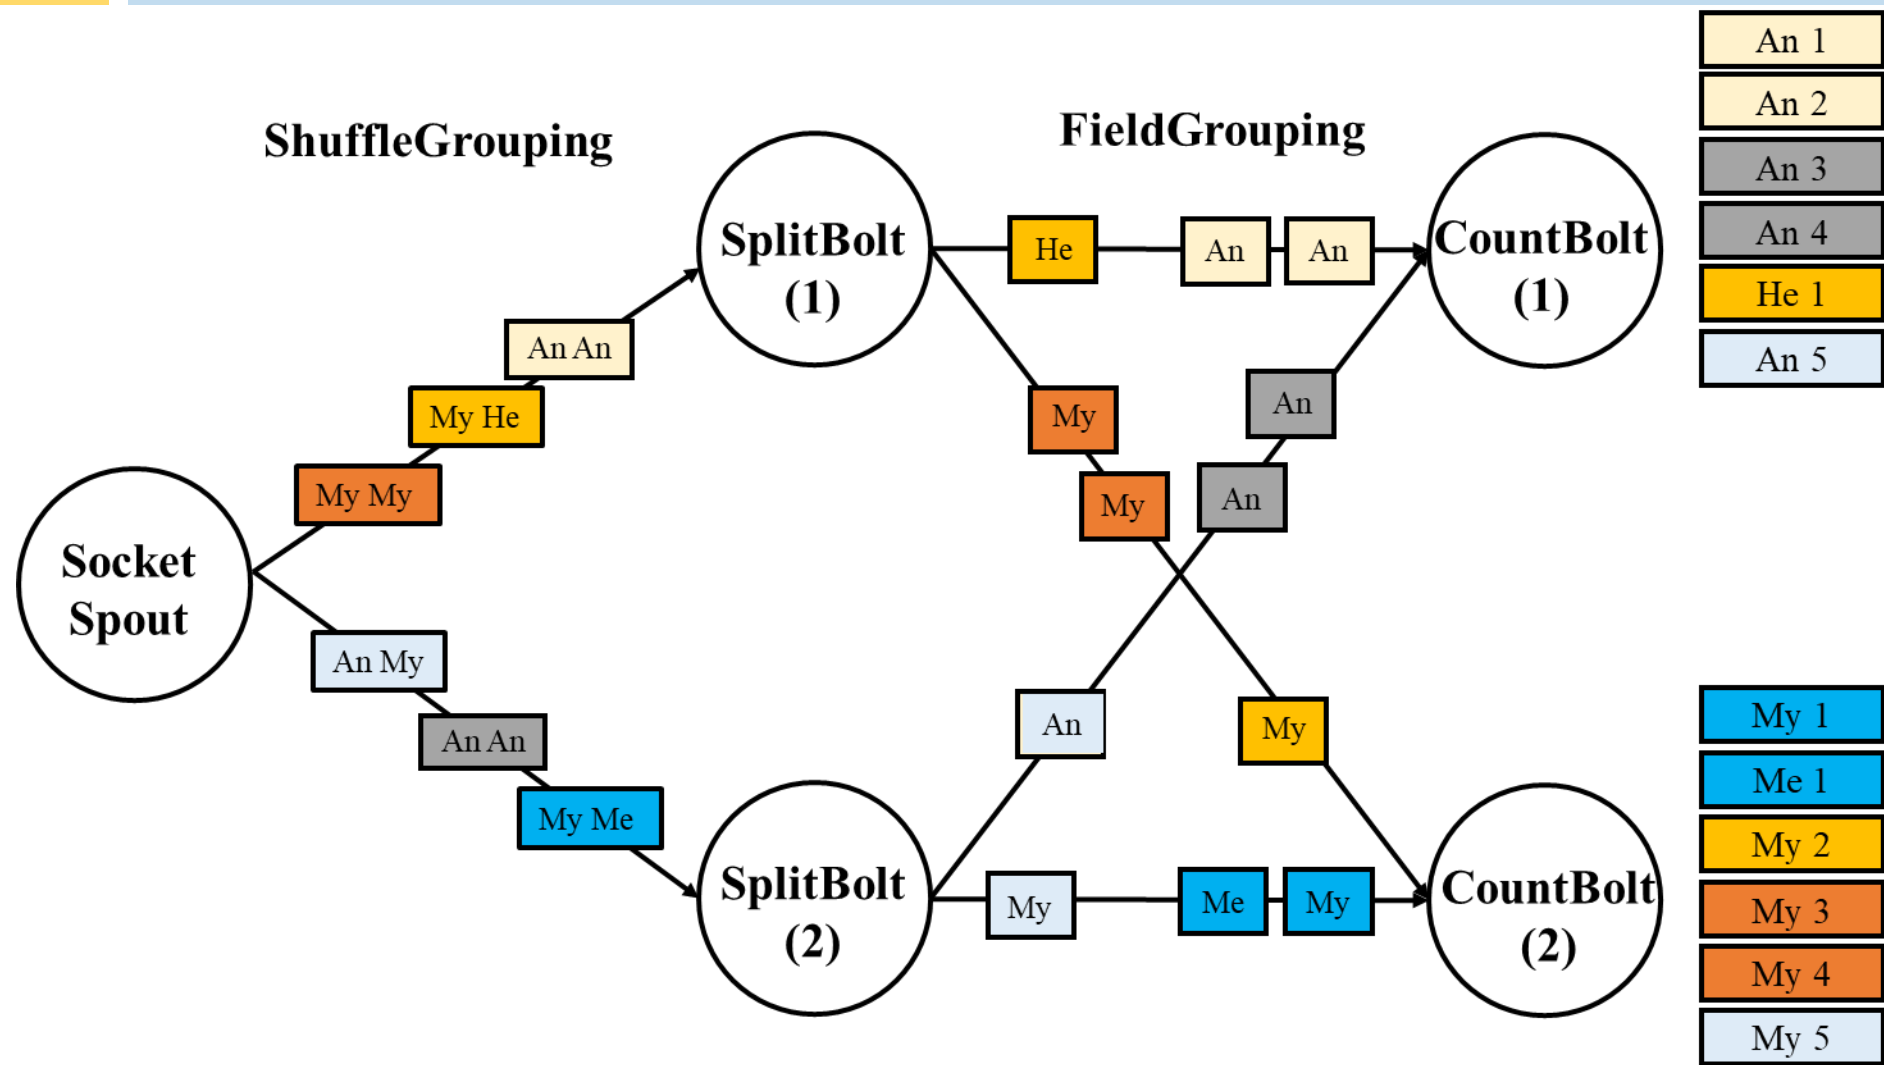 ShuffleGrouping
FieldGrouping
Socket
Spout
An An
My He
My My
An My
An An
My Me
SplitBolt
(1)
SplitBolt
(2)
He
An
An
My
My
An
An
An
My
My
Me
My
CountBolt
(1)
CountBolt
(2)
An 1
An 2
An 3
An 4
He 1
An 5
My 1
Me 1
My 2
My 3
My 4
My 5